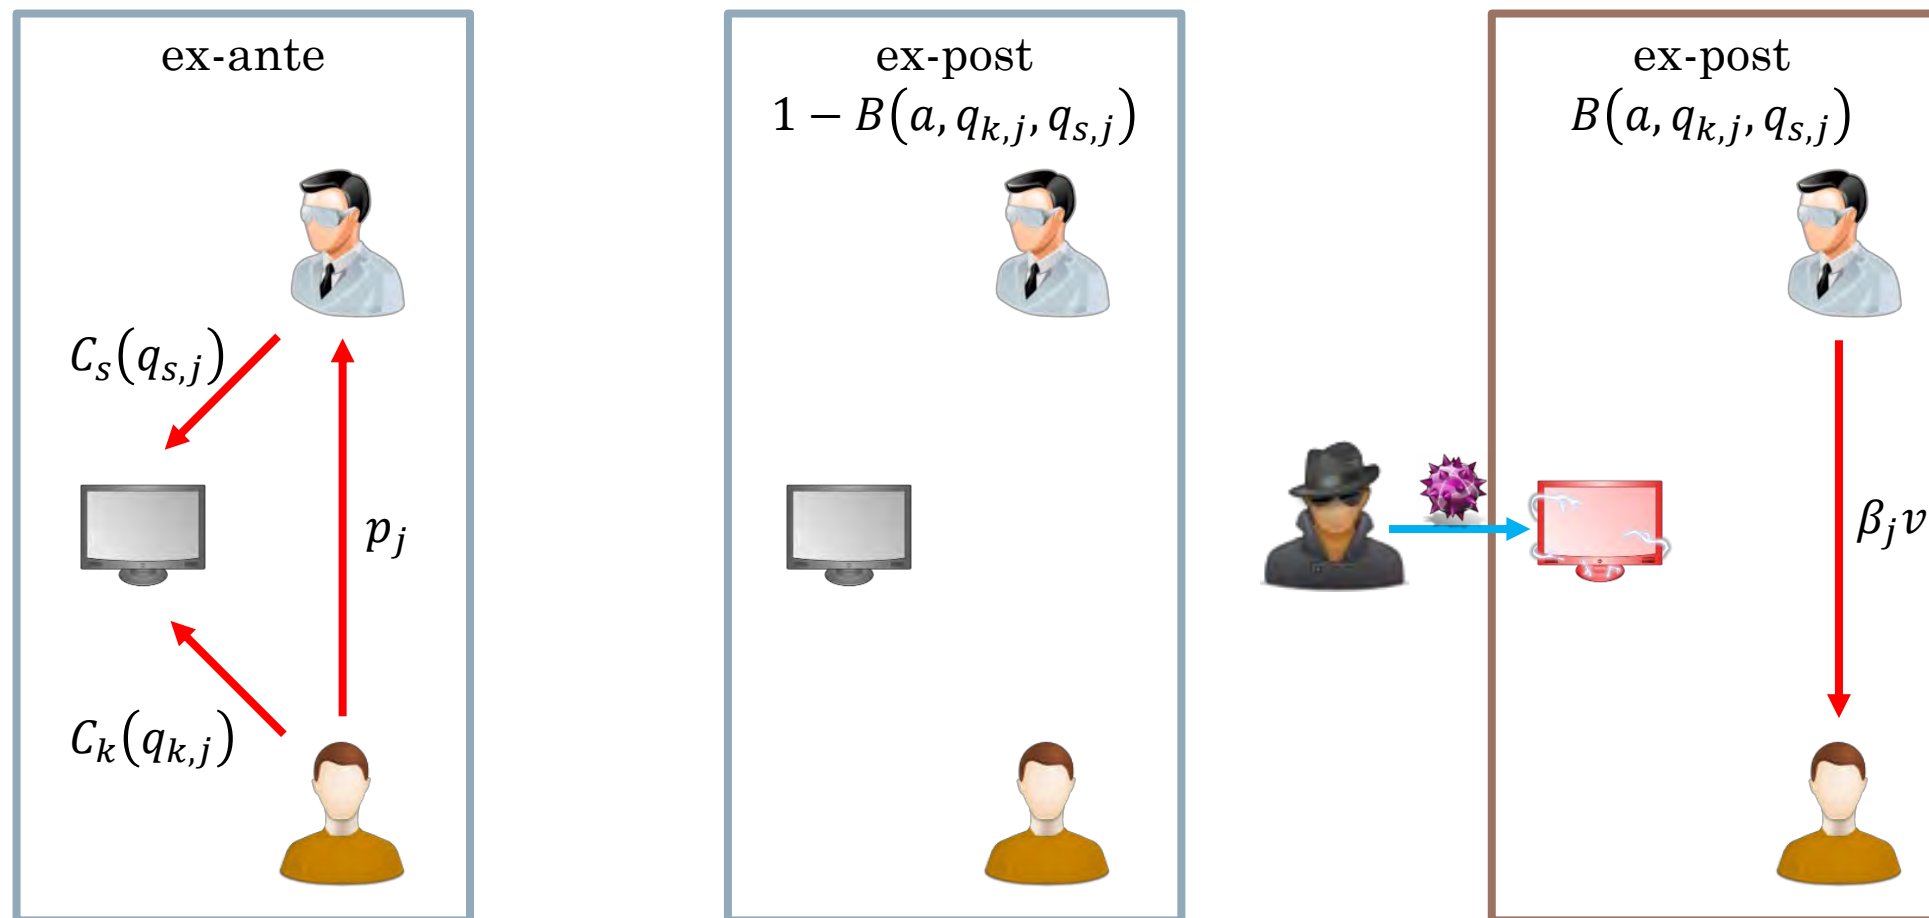 ex-ante
C_s(q_{s,j})
p_j
C_k(q_{k,j})
ex-post
1 − B(a, q_{k,j}, q_{s,j})
ex-post
B(a, q_{k,j}, q_{s,j})
β_j v